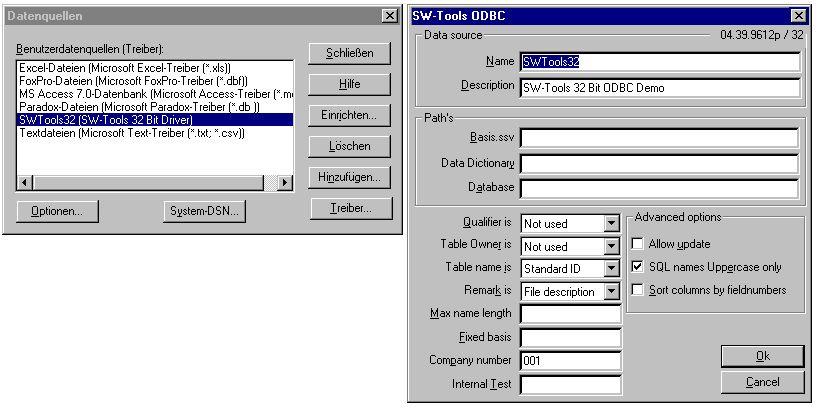 Datenquellen
Benutzerdatenquellen (Treiber):
Excel-Dateien (Microsoft Excel-Treiber (*.xls))
FoxPro-Dateien (Microsoft FoxPro-Treiber (*.dbf))
MS Access 7.0-Datenbank (Microsoft Access-Treiber (*.m
Paradox-Dateien (Microsoft Paradox-Treiber (*.db ))
SWTools32 (SW-Tools 32 Bit Driver)
Textdateien (Microsoft Text-Treiber (*.txt; *.csv))
Schließen
Hilfe
Einrichten...
Löschen
Hinzufügen...
Treiber...
Optionen...
System-DSN...
SW-Tools ODBC
Data source
04.39.9612p / 32
Name
SWTools32
Description
SW-Tools 32 Bit ODBC Demo
Path's
Basis.ssv
Data Dictionary
Database
Qualifier is
Not used
Table Owner is
Not used
Table name is
Standard ID
Remark is
File description
Max name length
Fixed basis
Company number
001
Internal Test
Advanced options
Allow update
SQL names Uppercase only
Sort columns by fieldnumbers
Ok
Cancel